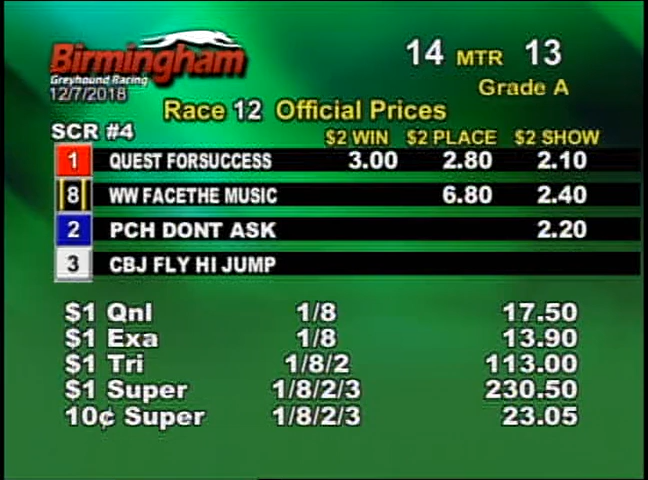 Birmingham
Greyhound Racing
12/7/2018
14 MTR 13
Grade A
Race 12 Official Prices
SCR #4
$2 WIN $2 PLACE $2 SHOW
1 QUEST FORSUCCESS 3.00 2.80 2.10
8 WW FACETHE MUSIC 6.80 2.40
2 PCH DONT ASK 2.20
3 CBJ FLY HI JUMP
$1 Qnl 1/8 17.50
$1 Exa 1/8 13.90
$1 Tri 1/8/2 113.00
$1 Super 1/8/2/3 230.50
10¢ Super 1/8/2/3 23.05